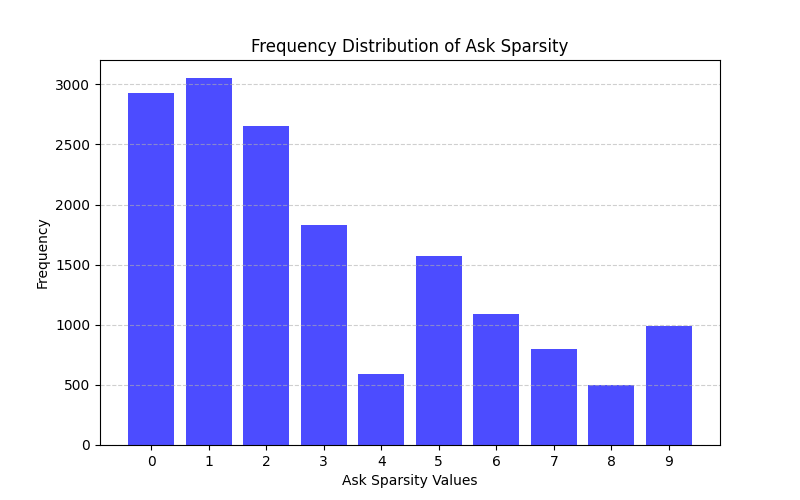 Frequency Distribution of Ask Sparsity
3000
2500
2000
1500
1000
500
0
Frequency
0 1 2 3 4 5 6 7 8 9
Ask Sparsity Values